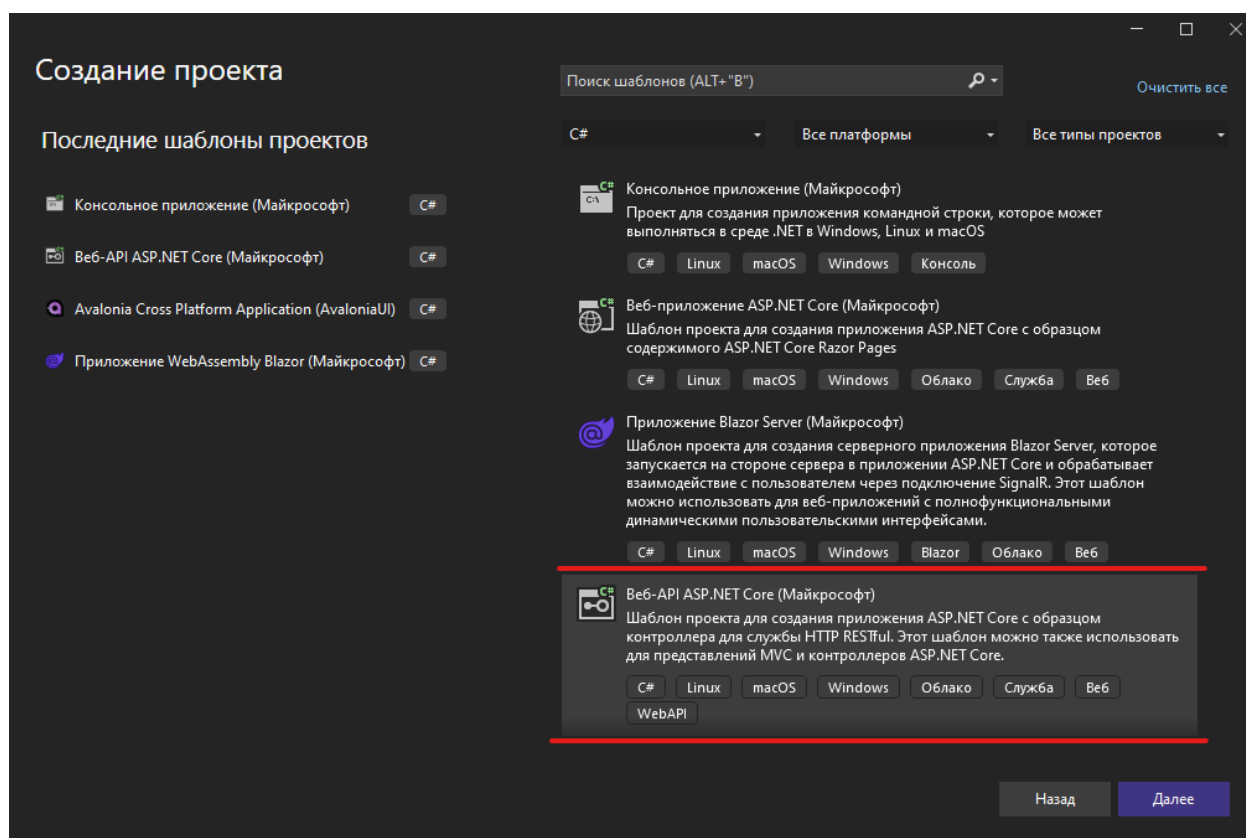 Создание проекта
Поиск шаблонов (ALT+"В")
Очистить все
Последние шаблоны проектов
C#
Все платформы
Все типы проектов
Консольное приложение (Майкрософт)
C#
Веб-API ASP.NET Core (Майкрософт)
C#
Avalonia Cross Platform Application (AvaloniaUI)
C#
Приложение WebAssembly Blazor (Майкрософт)
C#
C#
C:\
Консольное приложение (Майкрософт)
Проект для создания приложения командной строки, которое может
выполняться в среде .NET в Windows, Linux и macOS
C# Linux macOS Windows Консоль
C#
Веб-приложение ASP.NET Core (Майкрософт)
Шаблон проекта для создания приложения ASP.NET Core с образцом
содержимого ASP.NET Core Razor Pages
C# Linux macOS Windows Облако Служба Веб
Приложение Blazor Server (Майкрософт)
Шаблон проекта для создания серверного приложения Blazor Server, которое
запускается на стороне сервера в приложении ASP.NET Core и обрабатывает
взаимодействие с пользователем через подключение SignalR. Этот шаблон
можно использовать для веб-приложений с полнофункциональными
динамическими пользовательскими интерфейсами.
C# Linux macOS Windows Blazor Облако Веб
C#
Веб-API ASP.NET Core (Майкрософт)
Шаблон проекта для создания приложения ASP.NET Core с образцом
контроллера для службы HTTP RESTful. Этот шаблон можно также использовать
для представлений MVC и контроллеров ASP.NET Core.
C# Linux macOS Windows Облако Служба Веб
WebAPI
Назад
Далее